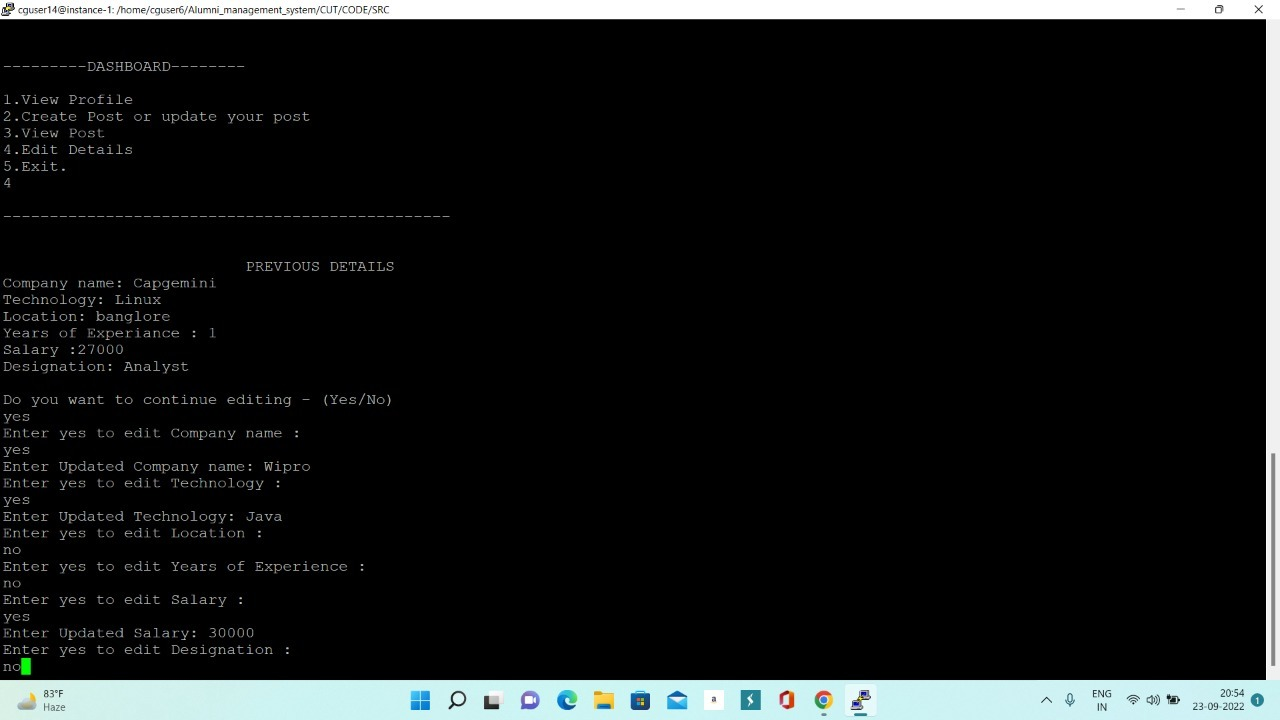 cguser14@instance-1: /home/cguser6/Alumni_management_system/CUT/CODE/SRC
---------DASHBOARD--------
1.View Profile
2.Create Post or update your post
3.View Post
4.Edit Details
5.Exit.
4
------------------------------------------------
PREVIOUS DETAILS
Company name: Capgemini
Technology: Linux
Location: banglore
Years of Experiance : 1
Salary :27000
Designation: Analyst
Do you want to continue editing - (Yes/No)
yes
Enter yes to edit Company name :
yes
Enter Updated Company name: Wipro
Enter yes to edit Technology :
yes
Enter Updated Technology: Java
Enter yes to edit Location :
no
Enter yes to edit Years of Experience :
no
Enter yes to edit Salary :
yes
Enter Updated Salary: 30000
Enter yes to edit Designation :
no
83°F
Haze
a
ENG
IN
20:54
23-09-2022
1